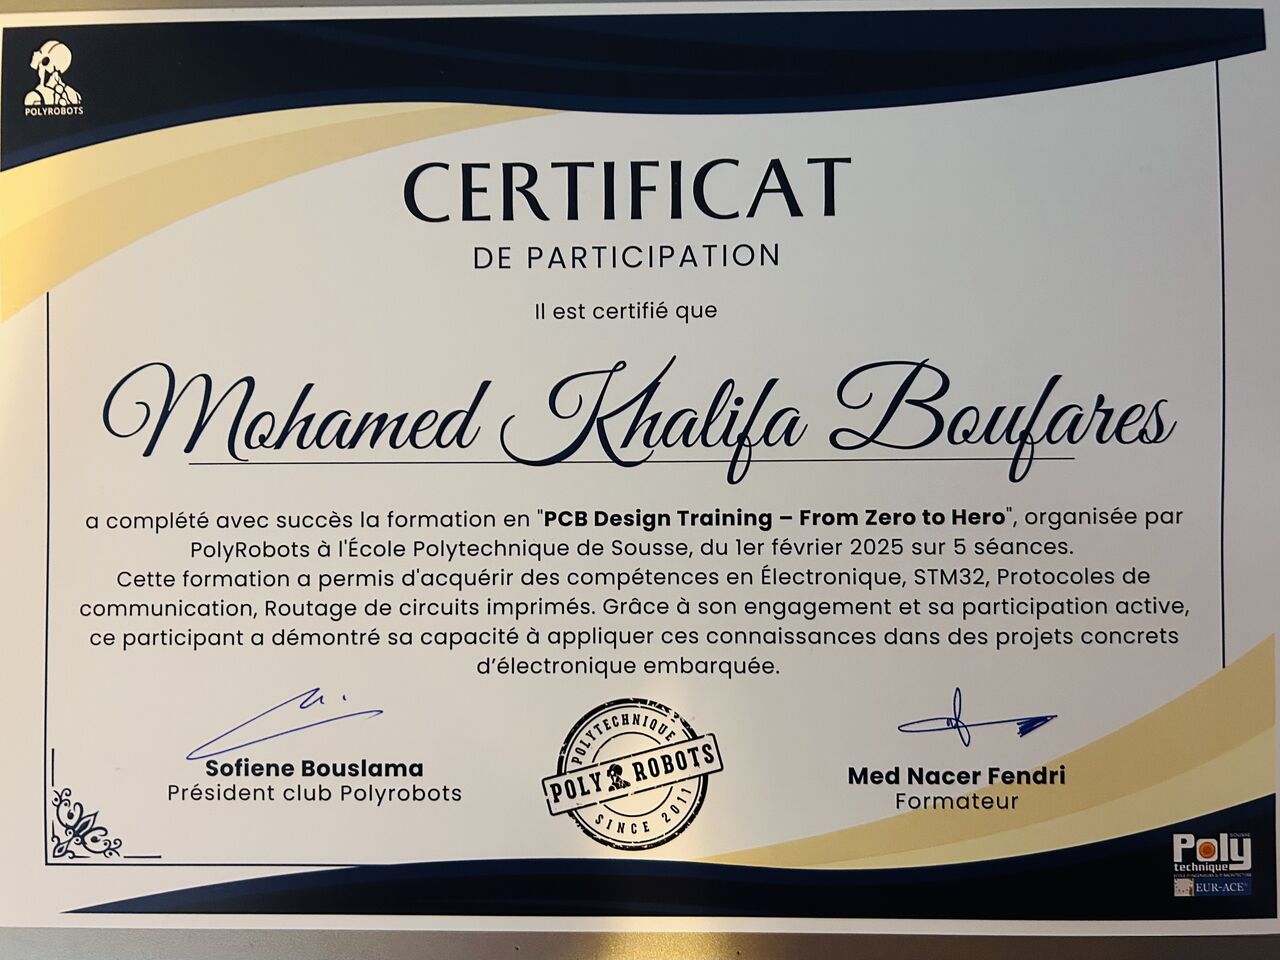 POLYROBOTS
CERTIFICAT
DE PARTICIPATION
Il est certifié que
Mohamed Khalifa Boufares
a complété avec succès la formation en "PCB Design Training – From Zero to Hero", organisée par
PolyRobots à l'École Polytechnique de Sousse, du 1er février 2025 sur 5 séances.
Cette formation a permis d'acquérir des compétences en Électronique, STM32, Protocoles de
communication, Routage de circuits imprimés. Grâce à son engagement et sa participation active,
ce participant a démontré sa capacité à appliquer ces connaissances dans des projets concrets
d’électronique embarquée.
Sofiene Bouslama
Président club Polyrobots
POLYTECHNIQUE
POLY ROBOTS
SINCE 2011
Med Nacer Fendri
Formateur
SOUSSE
Poly
technique
EUR-ACE